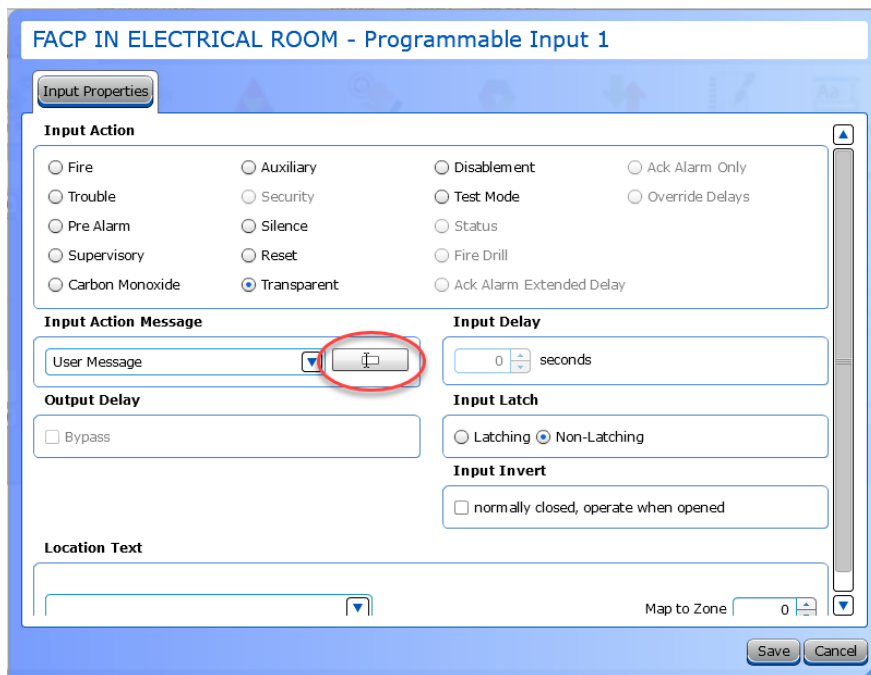 FACP IN ELECTRICAL ROOM - Programmable Input 1
Input Properties
Input Action
Fire Auxiliary Disablement Ack Alarm Only
Trouble Security Test Mode Override Delays
Pre Alarm Silence Status
Supervisory Reset Fire Drill
Carbon Monoxide Transparent Ack Alarm Extended Delay
Input Action Message Input Delay
User Message 0 seconds
Output Delay Input Latch
Bypass Latching Non-Latching
Input Invert
normally closed, operate when opened
Location Text
Map to Zone 0
Save Cancel